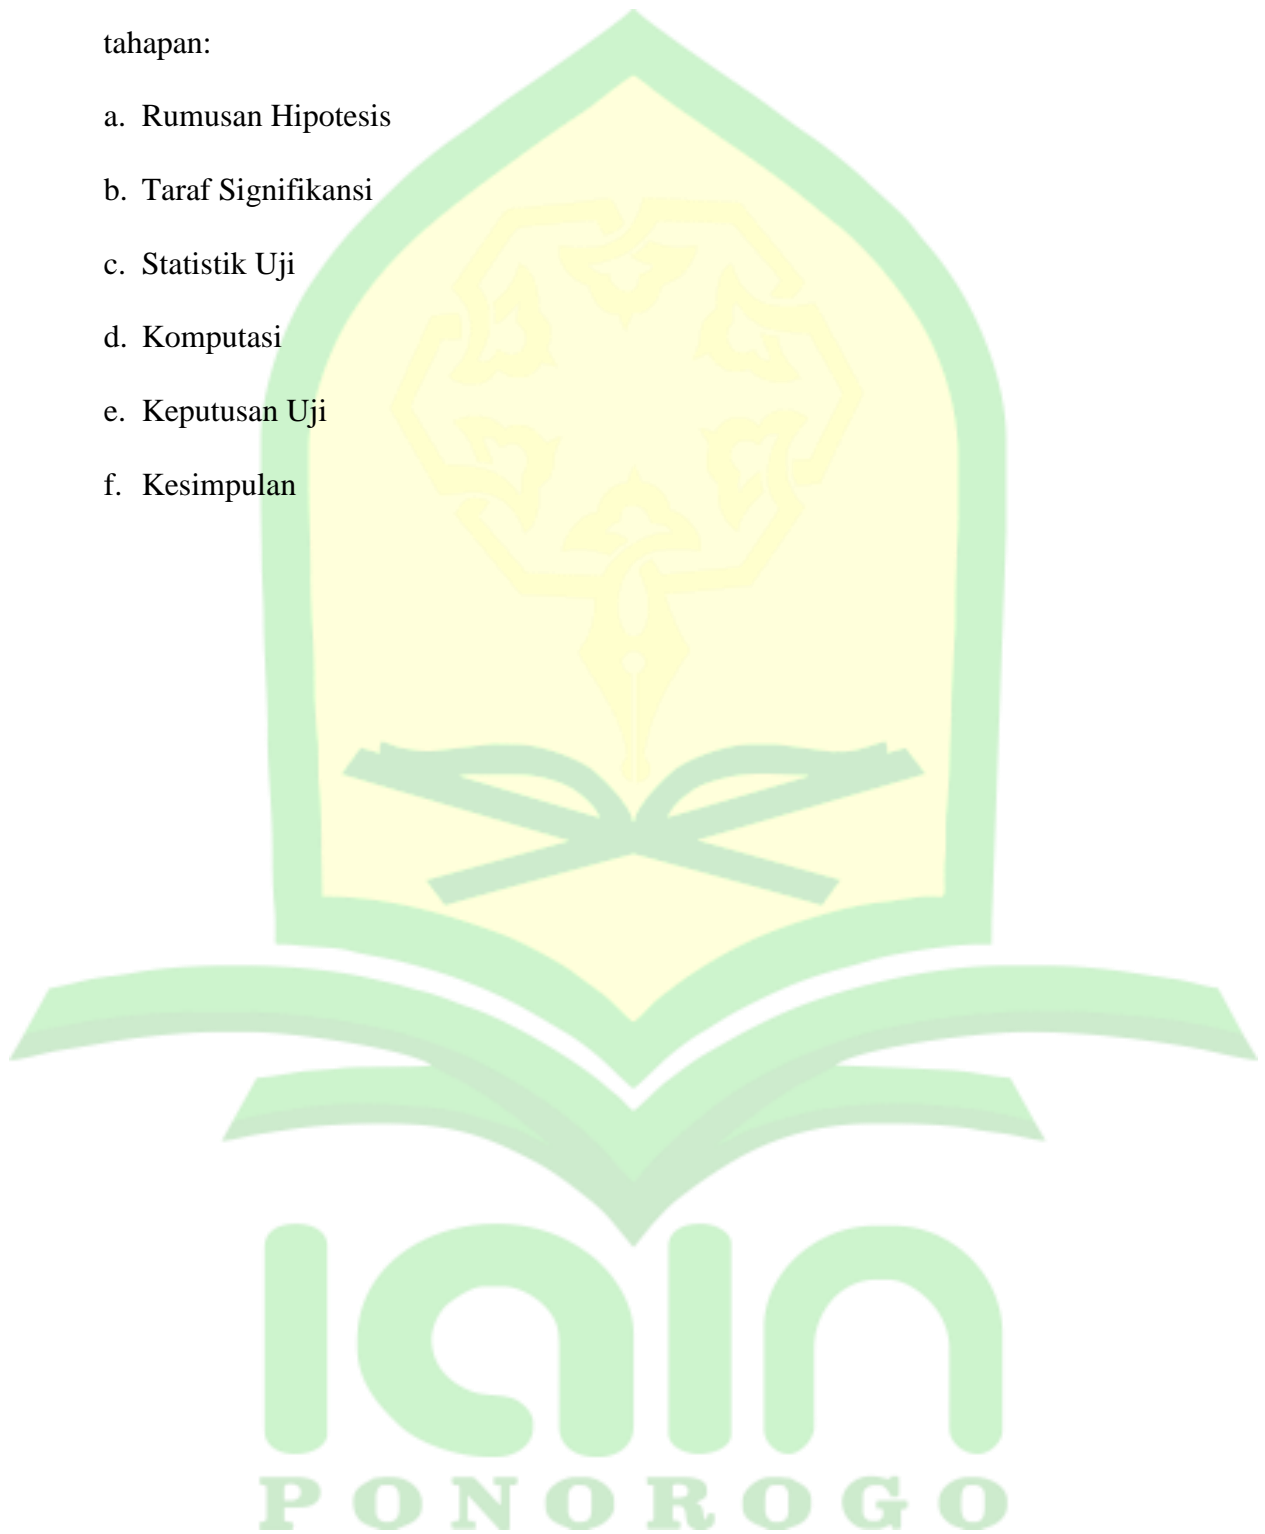 tahapan:
a. Rumusan Hipotesis
b. Taraf Signifikansi
c. Statistik Uji
d. Komputasi
e. Keputusan Uji
f. Kesimpulan
iain
PONOROGO